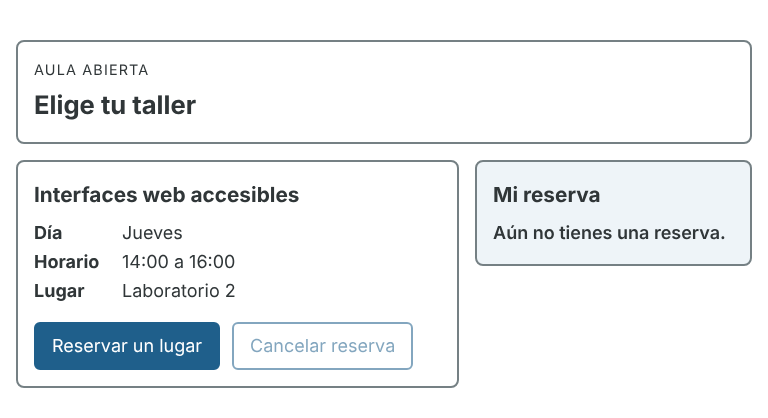 AULA ABIERTA
Elige tu taller
Interfaces web accesibles
Día Jueves
Horario 14:00 a 16:00
Lugar Laboratorio 2
Reservar un lugar Cancelar reserva
Mi reserva
Aún no tienes una reserva.